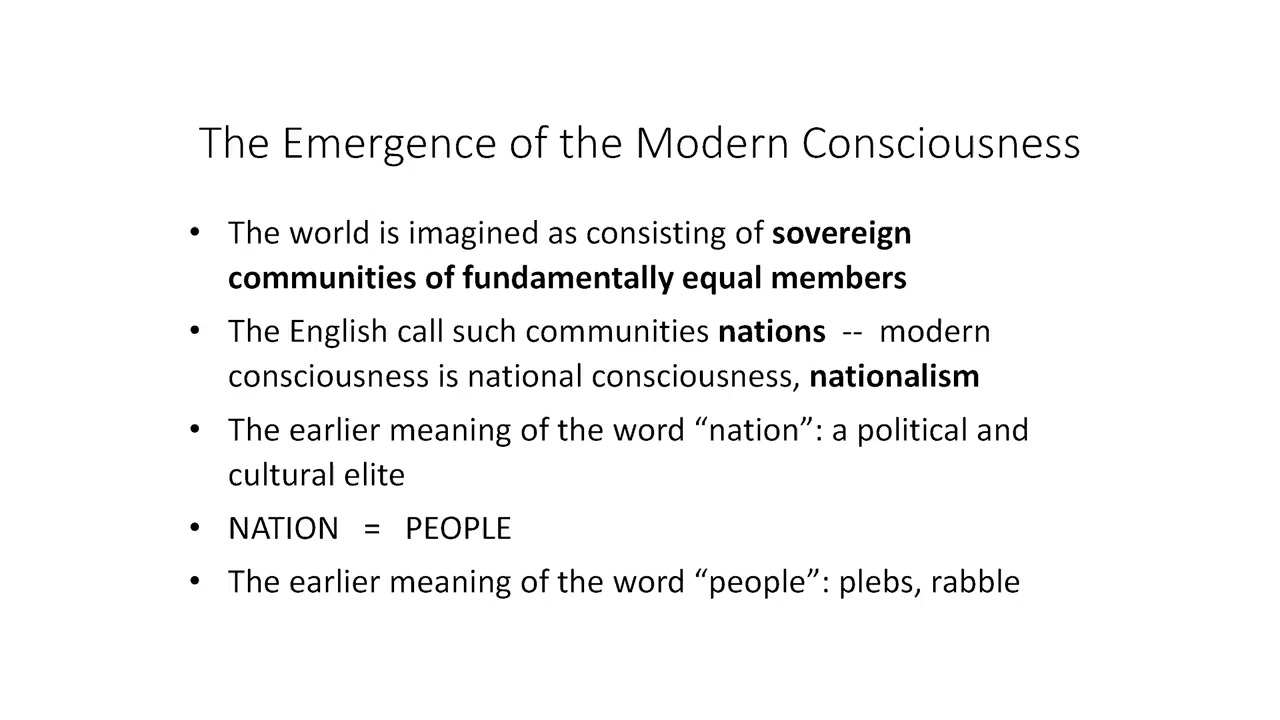 The Emergence of the Modern Consciousness
• The world is imagined as consisting of sovereign
communities of fundamentally equal members
• The English call such communities nations -- modern
consciousness is national consciousness, nationalism
• The earlier meaning of the word “nation”: a political and
cultural elite
• NATION = PEOPLE
• The earlier meaning of the word “people”: plebs, rabble